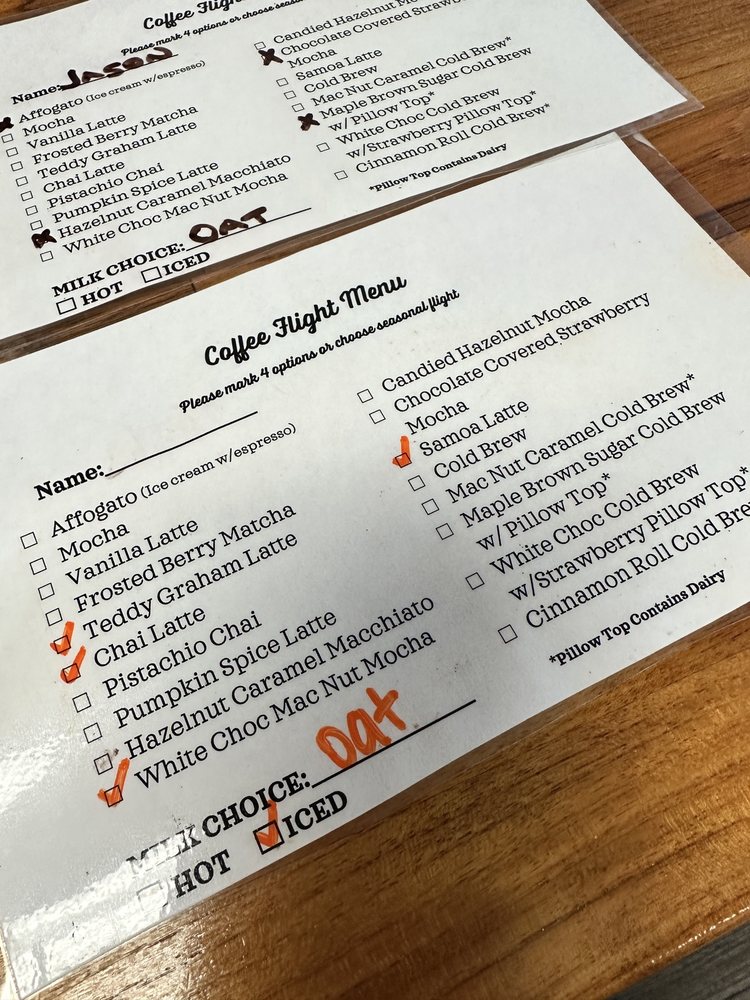 Coffee
Please mark 4 options or choose
Name: JASON
Affogato (Ice cream w/espresso)
Mocha
Vanilla Latte
Frosted Berry Matcha
Teddy Graham Latte
Chai Latte
Pistachio Chai
Pumpkin Spice Latte
Hazelnut Caramel Macchiato
White Choc Mac Nut Mocha
MILK CHOICE: OAT
HOT ICED
Candied Hazelnut
Chocolate Covered
Mocha
Samoa Latte
Cold Brew
Mac Nut Caramel Cold Brew*
Maple Brown Sugar Cold Brew
w/ Pillow Top*
White Choc Cold Brew
w/Strawberry Pillow Top*
Cinnamon Roll Cold Brew*
*Pillow Top Contains Dairy
Coffee Flight Menu
Please mark 4 options or choose seasonal flight
Name:
Affogato (Ice cream w/espresso)
Mocha
Vanilla Latte
Frosted Berry Matcha
Teddy Graham Latte
Chai Latte
Pistachio Chai
Pumpkin Spice Latte
Hazelnut Caramel Macchiato
White Choc Mac Nut Mocha
MILK CHOICE: oat
HOT ICED
Candied Hazelnut Mocha
Chocolate Covered Strawberry
Mocha
Samoa Latte
Cold Brew
Mac Nut Caramel Cold Brew*
Maple Brown Sugar Cold Brew
w/ Pillow Top*
White Choc Cold Brew
w/Strawberry Pillow Top*
Cinnamon Roll Cold
*Pillow Top Contains Dairy